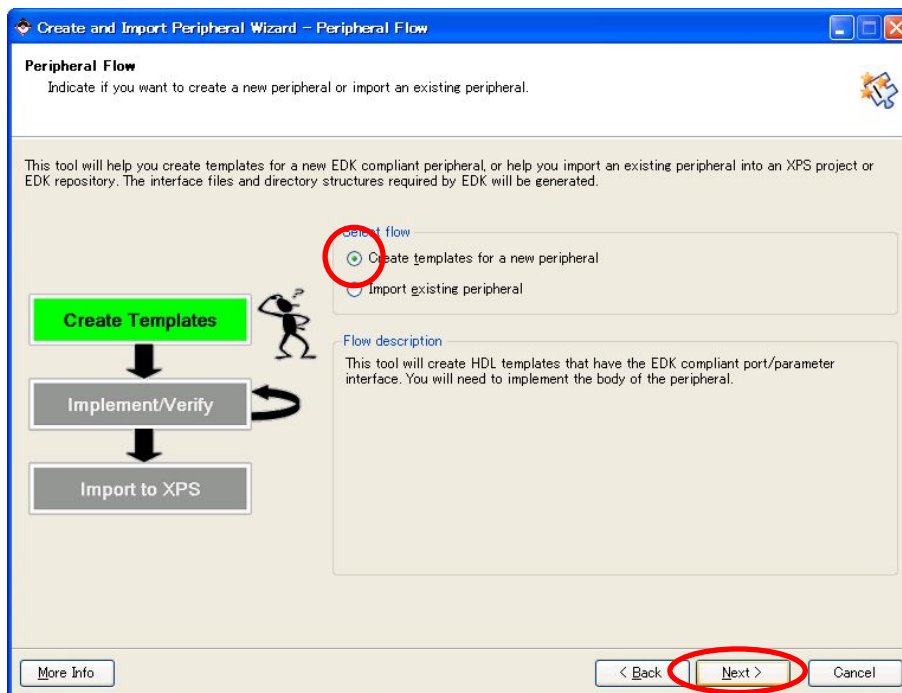 Create and Import Peripheral Wizard - Peripheral Flow
Peripheral Flow
Indicate if you want to create a new peripheral or import an existing peripheral.
This tool will help you create templates for a new EDK compliant peripheral, or help you import an existing peripheral into an XPS project or
EDK repository. The interface files and directory structures required by EDK will be generated.
Select flow
Create templates for a new peripheral
Import existing peripheral
Create Templates
Implement/Verify
Import to XPS
Flow description
This tool will create HDL templates that have the EDK compliant port/parameter
interface. You will need to implement the body of the peripheral.
More Info
< Back
Next >
Cancel